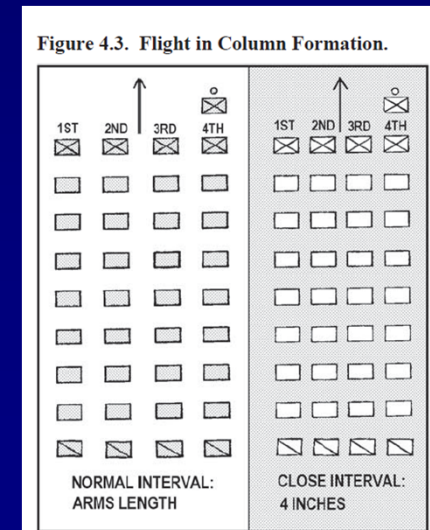 Figure 4.3.  Flight in Column Formation.
1ST 2ND 3RD 4TH
NORMAL INTERVAL:
ARMS LENGTH
1ST 2ND 3RD 4TH
CLOSE INTERVAL:
4 INCHES